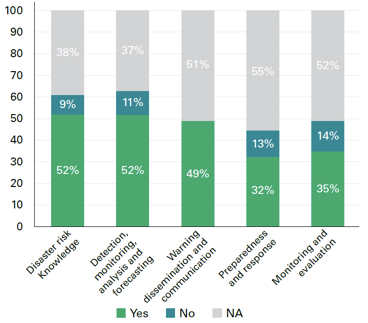 100
90
80
70
60
50
40
30
20
10
0
38%
37%
51%
55%
52%
9%
11%
13%
14%
52%
52%
49%
32%
35%
Disaster risk
Knowledge
Detection,
monitoring,
analysis and
forecasting
Warning
dissemination and
communication
Preparedness
and response
Monitoring and
evaluation
Yes No NA